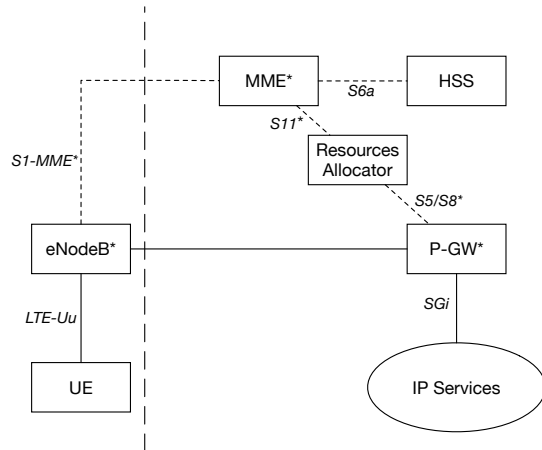 MME*
S6a
HSS
S11*
Resources
Allocator
S1-MME*
S5/S8*
eNodeB*
P-GW*
LTE-Uu
SGi
UE
IP Services